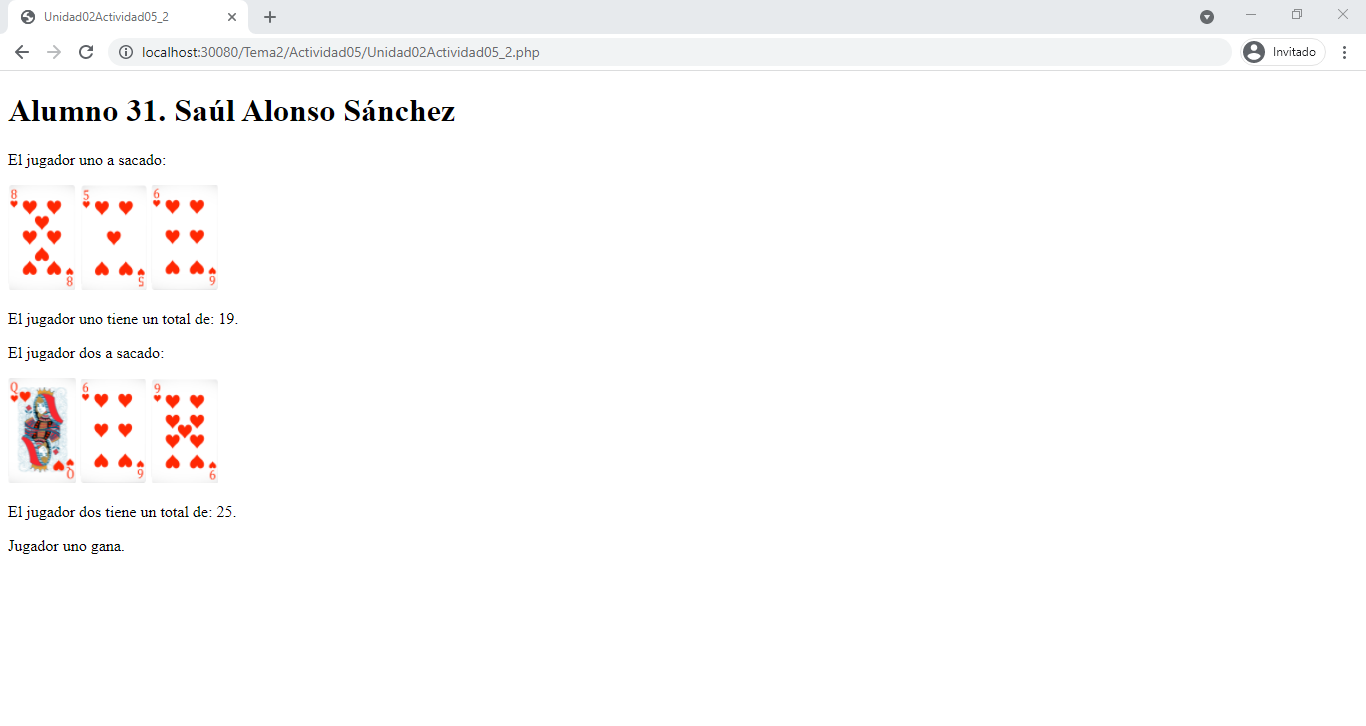 Unidad02Actividad05_2
localhost:30080/Tema2/Actividad05/Unidad02Actividad05_2.php
Invitado
Alumno 31. Saúl Alonso Sánchez
El jugador uno a sacado:
8 5 6
8 5 6
El jugador uno tiene un total de: 19.
El jugador dos a sacado:
Q 6 9
Q 6 9
El jugador dos tiene un total de: 25.
Jugador uno gana.